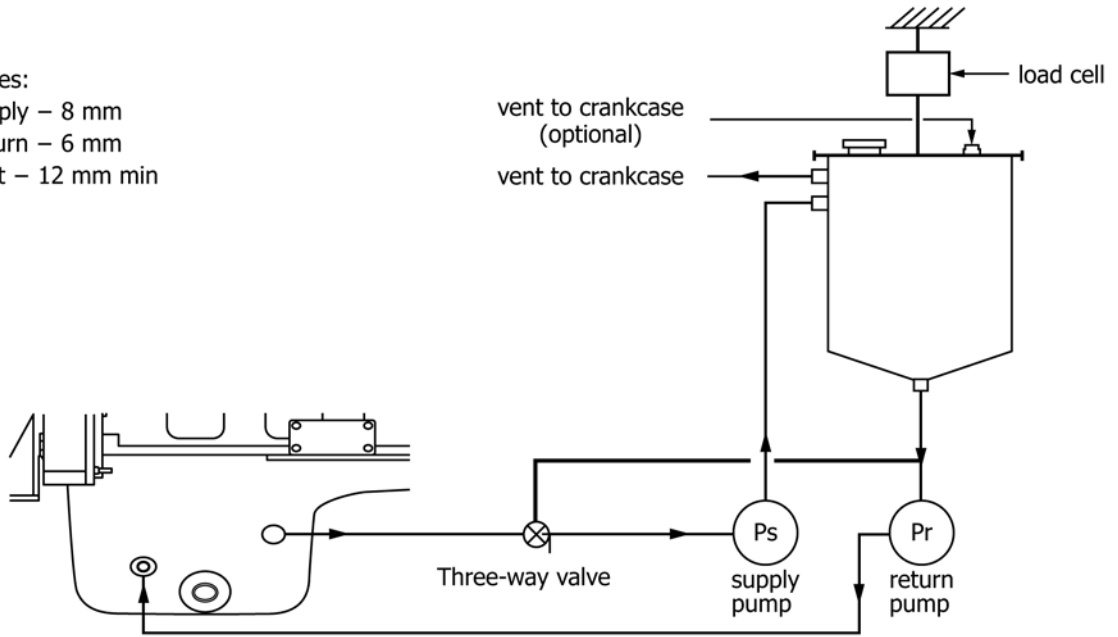 es:
ply – 8 mm
urn – 6 mm
t – 12 mm min
load cell
vent to crankcase
(optional)
vent to crankcase
Three-way valve
Ps
supply
pump
Pr
return
pump